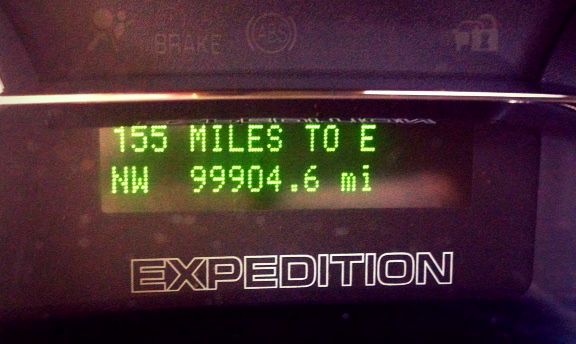 BRAKE ABS
155 MILES TO E
NW 99904.6 mi
EXPEDITION